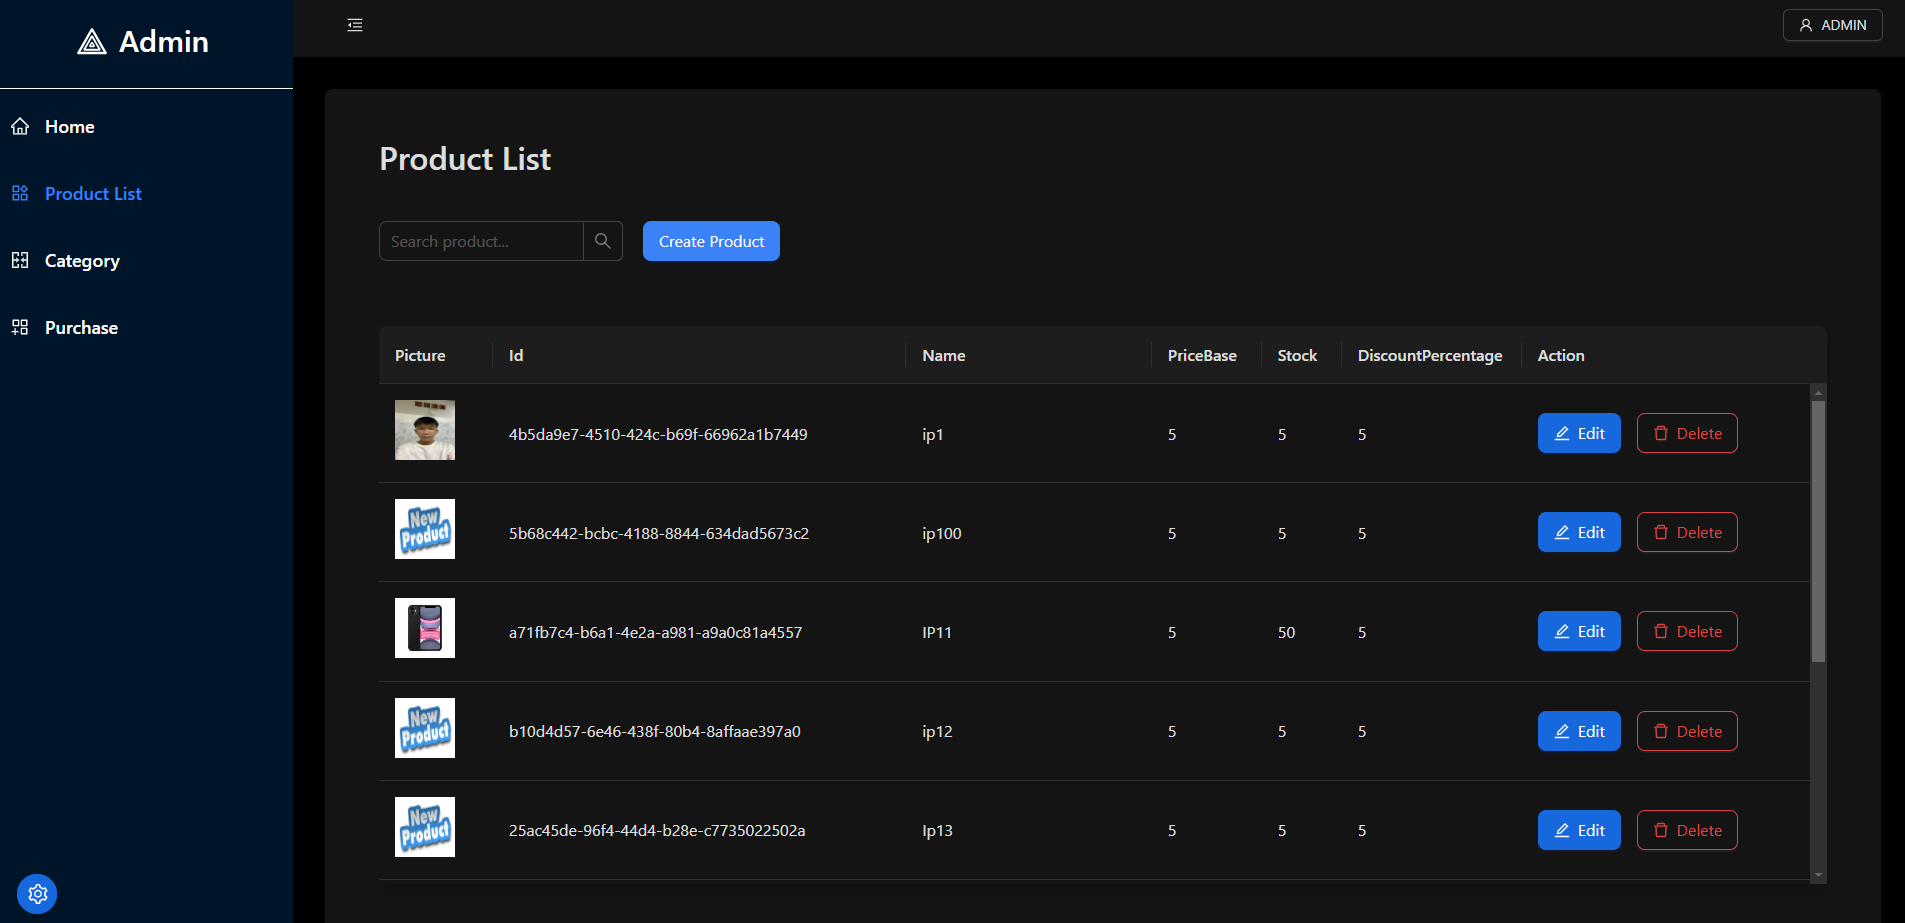 Admin
ADMIN
Home
Product List
Category
Purchase
Product List
Search product...
Create Product
Picture Id Name PriceBase Stock DiscountPercentage Action
4b5da9e7-4510-424c-b69f-66962a1b7449 ip1 5 5 5 Edit Delete
New Product 5b68c442-bcbc-4188-8844-634dad5673c2 ip100 5 5 5 Edit Delete
a71fb7c4-b6a1-4e2a-a981-a9a0c81a4557 IP11 5 50 5 Edit Delete
New Product b10d4d57-6e46-438f-80b4-8affaae397a0 ip12 5 5 5 Edit Delete
New Product 25ac45de-96f4-44d4-b28e-c7735022502a Ip13 5 5 5 Edit Delete